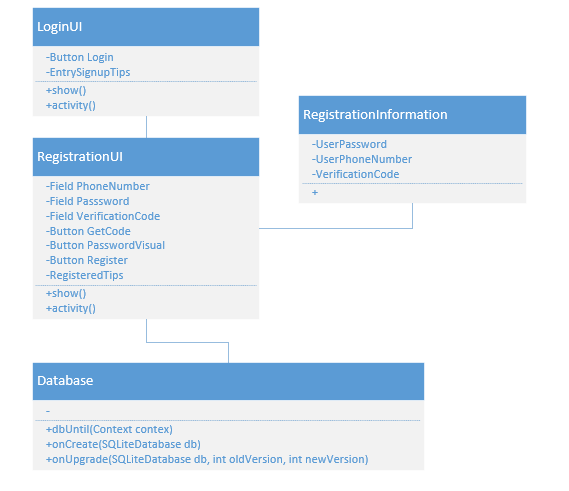 LoginUI
-Button Login
-EntrySignupTips
+show()
+activity()
RegistrationInformation
-UserPassword
-UserPhoneNumber
-VerificationCode
+
RegistrationUI
-Field PhoneNumber
-Field Passsword
-Field VerificationCode
-Button GetCode
-Button PasswordVisual
-Button Register
-RegisteredTips
+show()
+activity()
Database
-
+dbUntil(Context contex)
+onCreate(SQLiteDatabase db)
+onUpgrade(SQLiteDatabase db, int oldVersion, int newVersion)